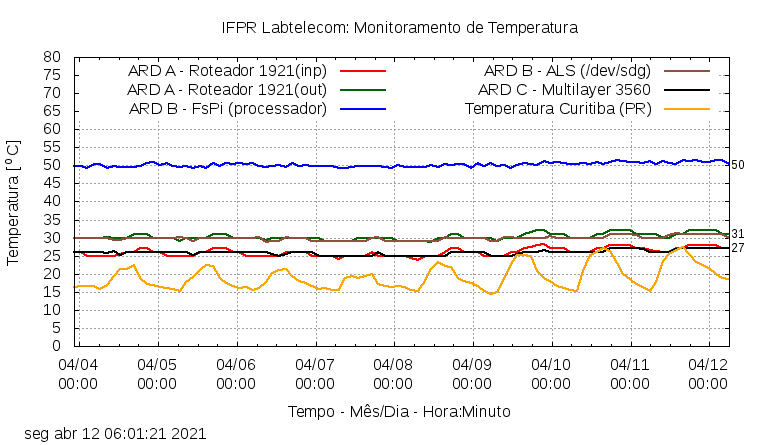 IFPR Labtelecom: Monitoramento de Temperatura
ARD A - Roteador 1921(inp)
ARD A - Roteador 1921(out)
ARD B - FsPi (processador)
ARD B - ALS (/dev/sdg)
ARD C - Multilayer 3560
Temperatura Curitiba (PR)
Temperatura [ ºC]
80
75
70
65
60
55
50
45
40
35
30
25
20
15
10
5
0
50
31
27
04/04 04/05 04/06 04/07 04/08 04/09 04/10 04/11 04/12
00:00 00:00 00:00 00:00 00:00 00:00 00:00 00:00 00:00
Tempo - Mês/Dia - Hora:Minuto
seg abr 12 06:01:21 2021